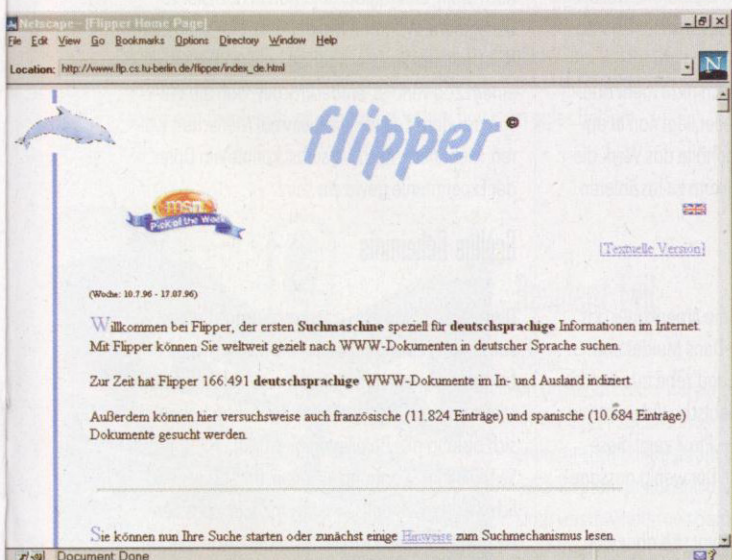 Netscape - [Flipper Home Page]
File Edit View Go Bookmarks Options Directory Window Help
Location: http://www.flp.cs.tu-berlin.de/flipper/index_de.html
N
flipper ©
msn
Pick of the Week
[Textuelle Version]
(Woche: 10.7.96 - 17.07.96)
Willkommen bei Flipper, der ersten Suchmaschine speziell für deutschsprachige Informationen im Internet.
Mit Flipper können Sie weltweit gezielt nach WWW-Dokumenten in deutscher Sprache suchen.
Zur Zeit hat Flipper 166.491 deutschsprachige WWW-Dokumente im In- und Ausland indiziert.
Außerdem können hier versuchsweise auch französische (11.824 Einträge) und spanische (10.684 Einträge)
Dokumente gesucht werden.
Sie können nun Ihre Suche starten oder zunächst einige Hinweise zum Suchmechanismus lesen.
Document Done